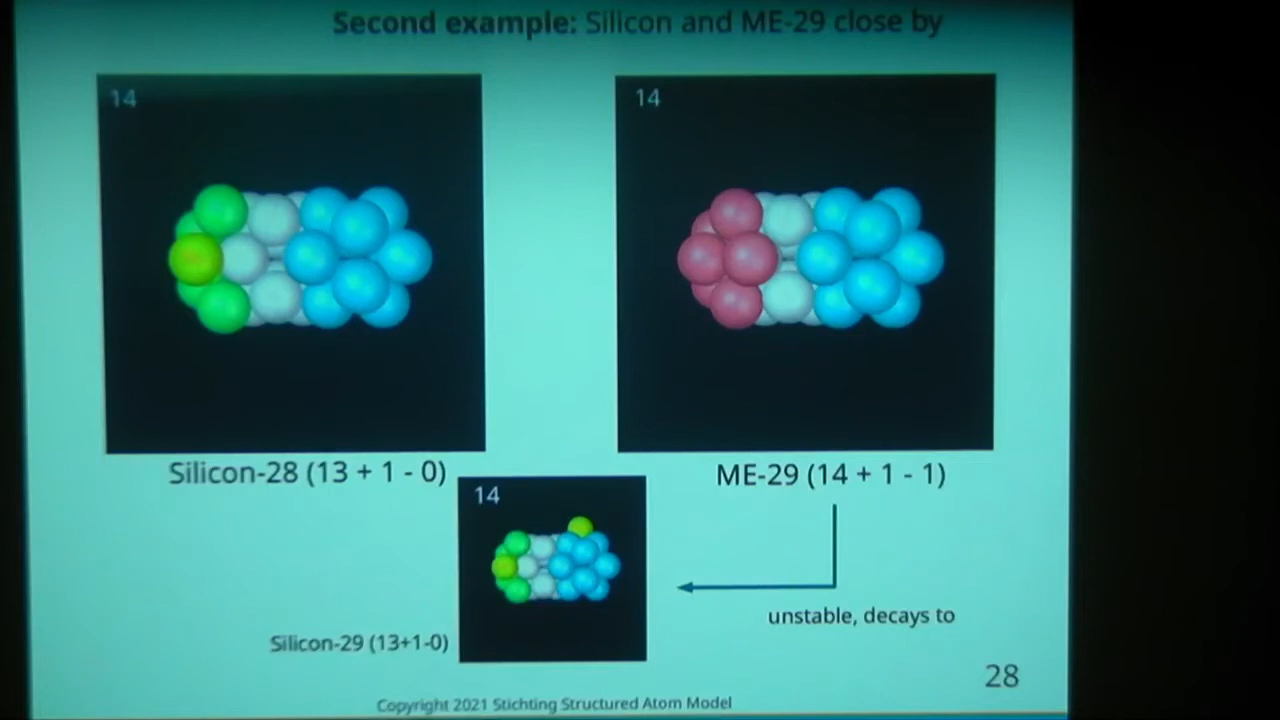 Second example: Silicon and ME-29 close by
14
14
Silicon-28 (13 + 1 - 0)
ME-29 (14 + 1 - 1)
14
unstable, decays to
Silicon-29 (13+1-0)
28
Copyright 2021 Stichting Structured Atom Model